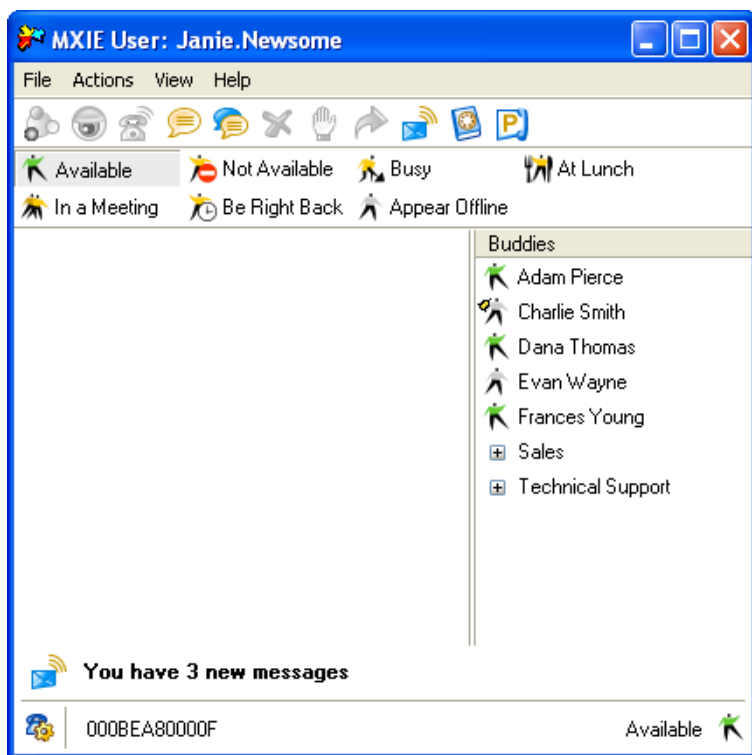 MXIE User: Janie.Newsome
File Actions View Help
P
Available Not Available Busy At Lunch
In a Meeting Be Right Back Appear Offline
Buddies
Adam Pierce
Charlie Smith
Dana Thomas
Evan Wayne
Frances Young
Sales
Technical Support
You have 3 new messages
000BEA80000F Available